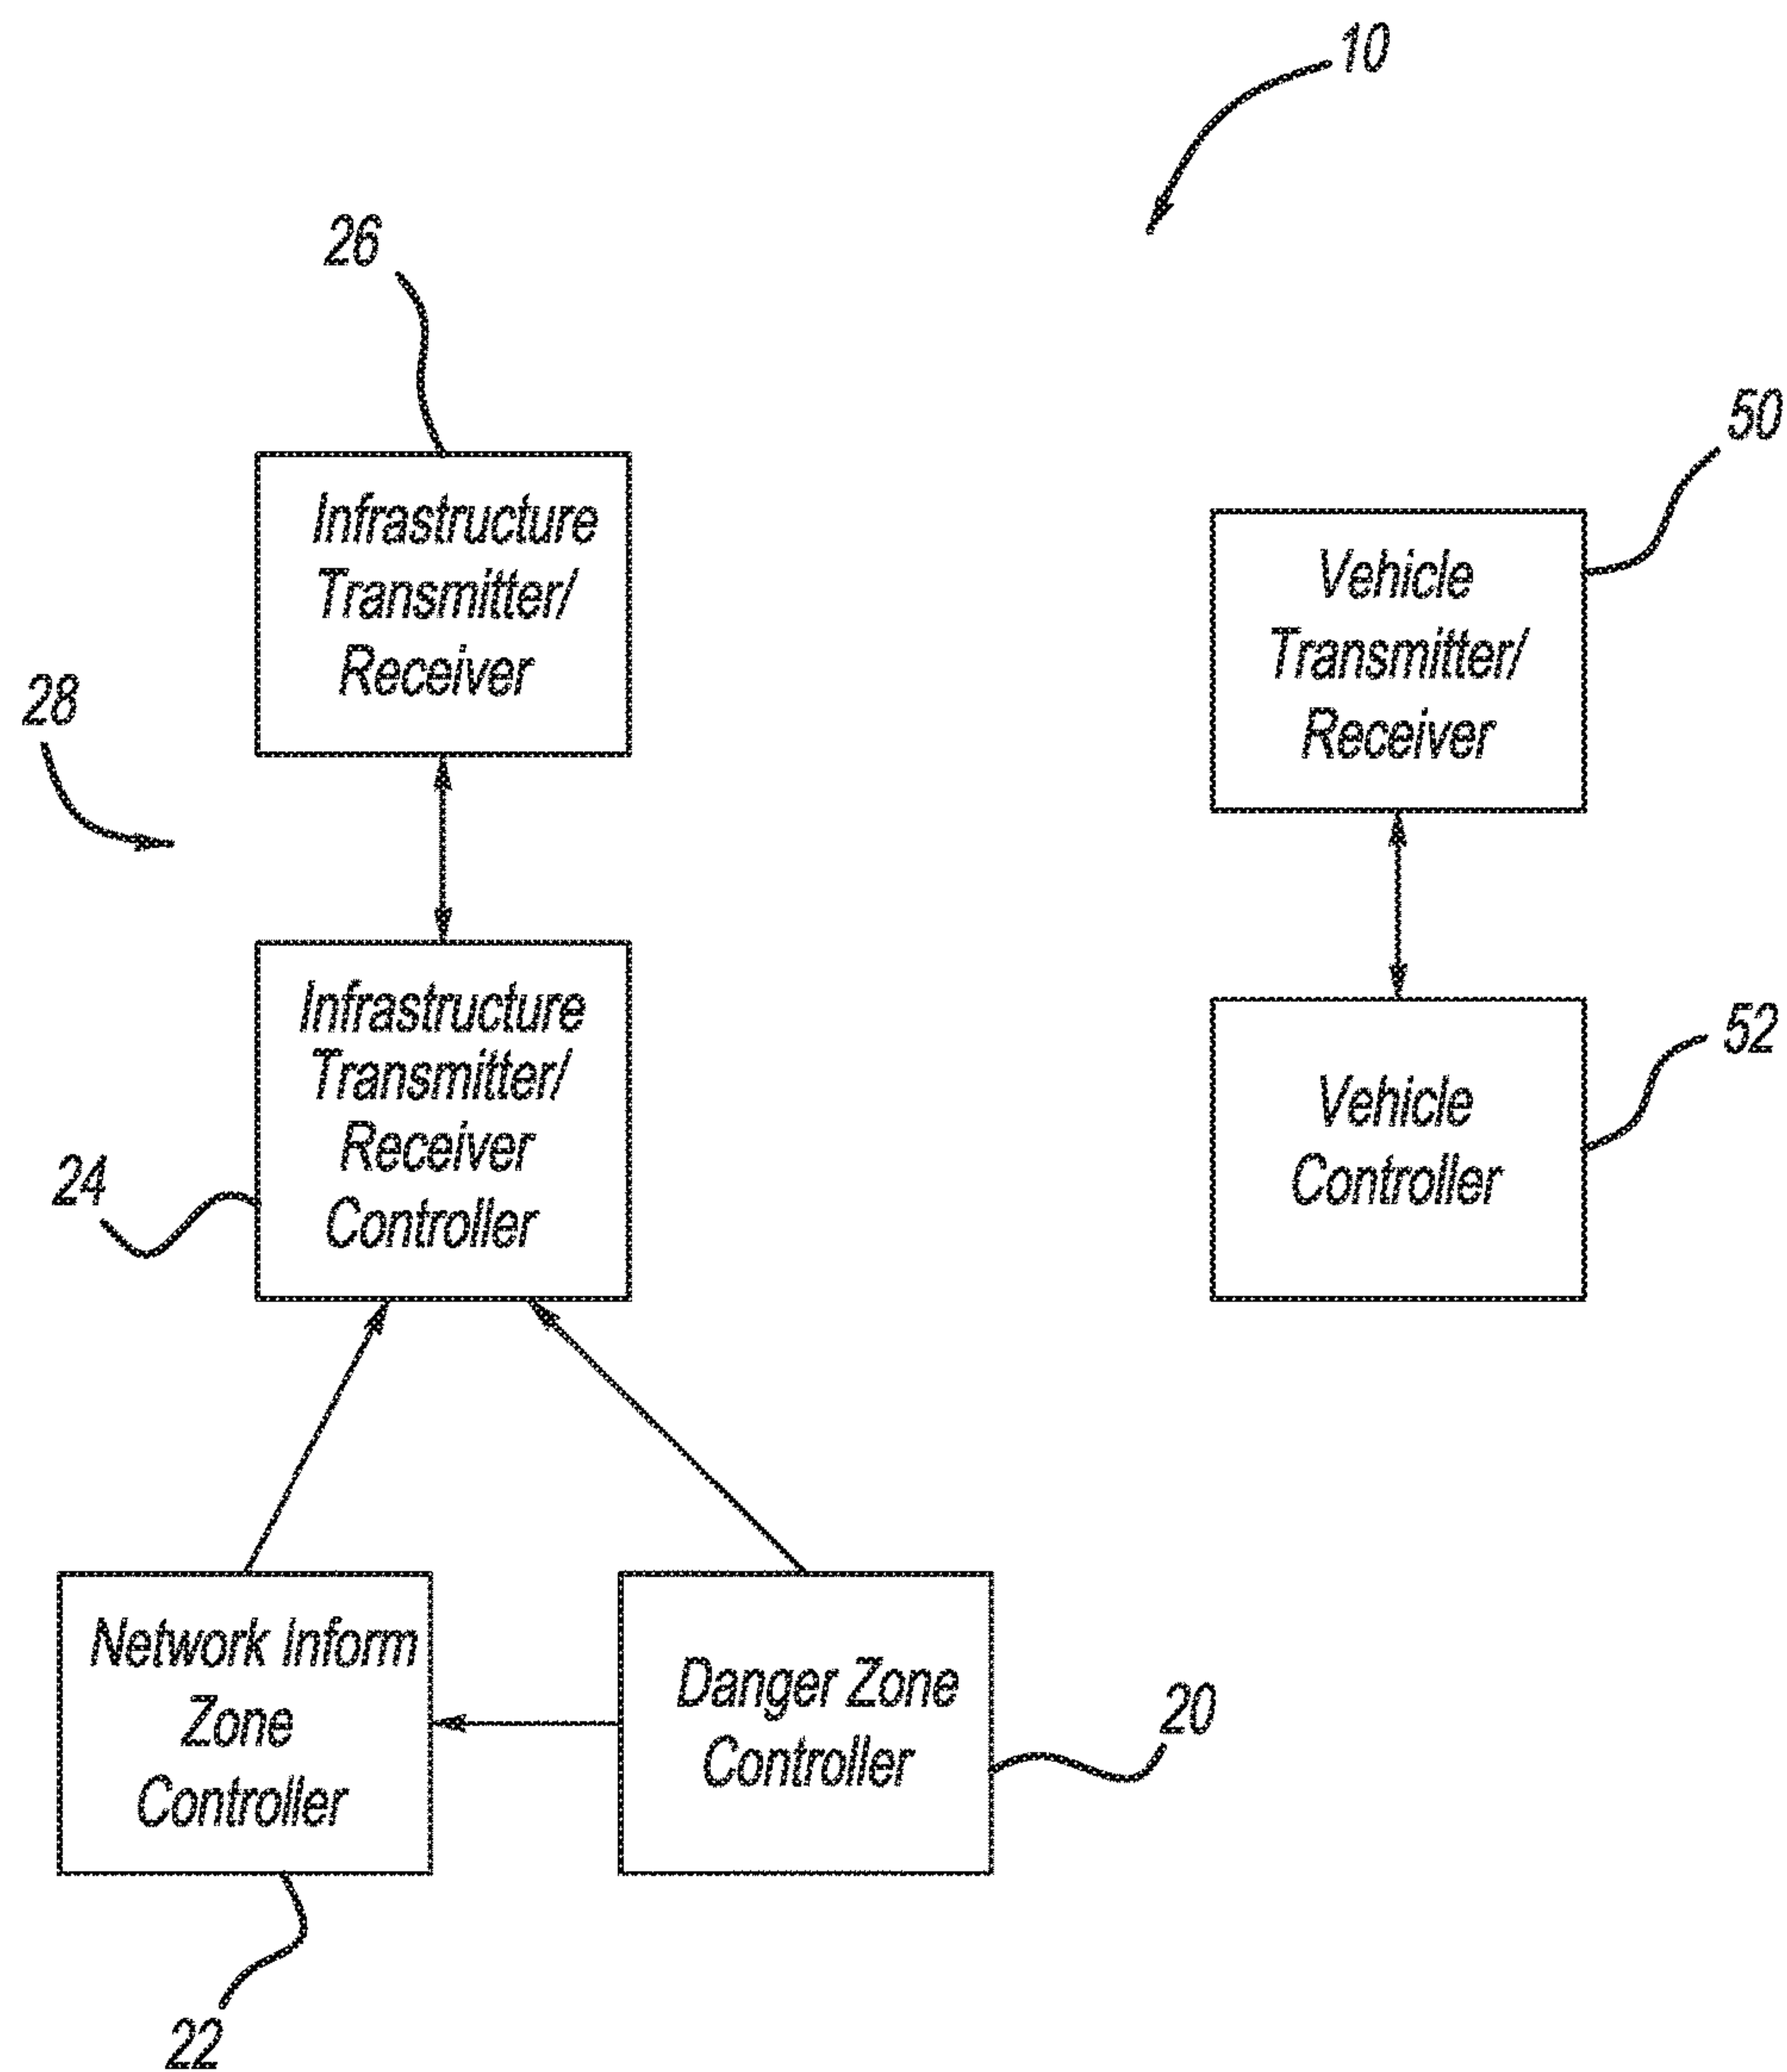 10
26
Infrastructure
Transmitter/
Receiver
50
Vehicle
Transmitter/
Receiver
28
Infrastructure
Transmitter/
Receiver
Controller
24
52
Vehicle
Controller
Network Inform
Zone
Controller
22
Danger Zone
Controller
20